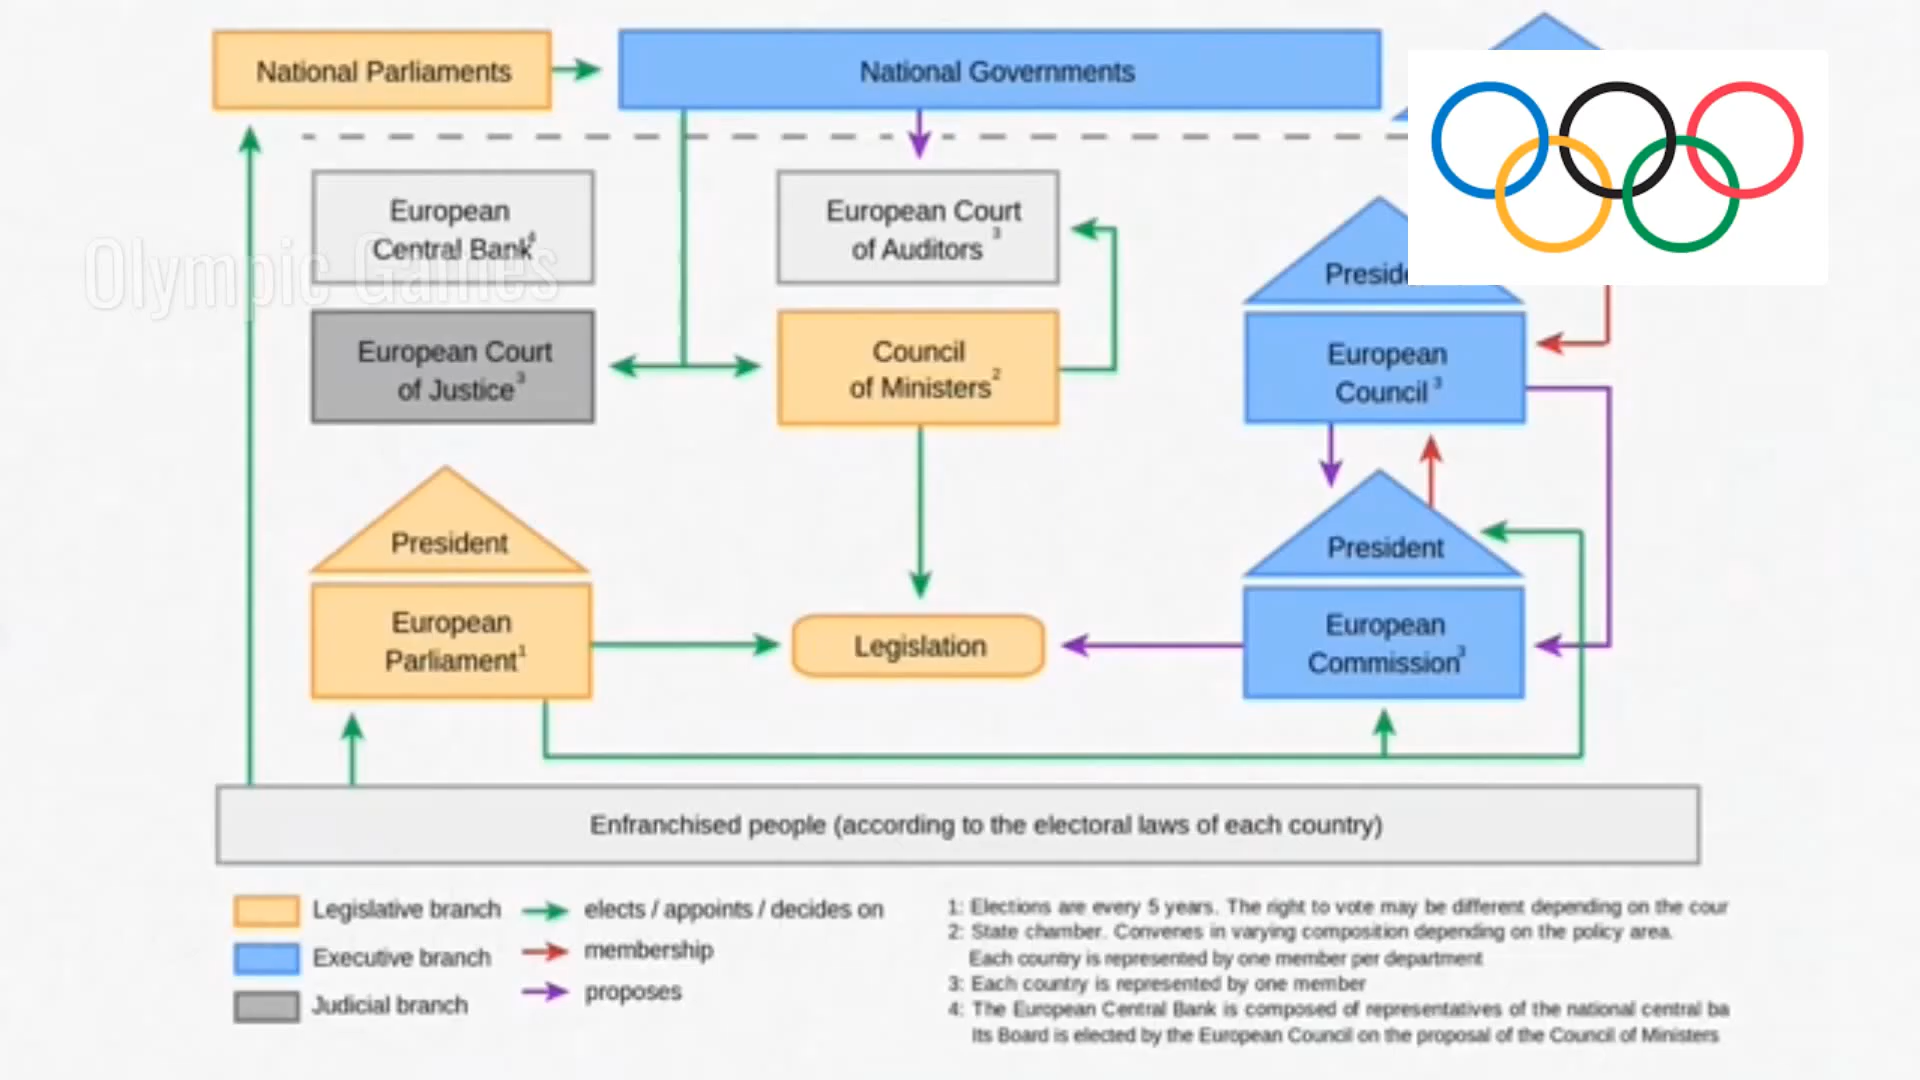 National Parliaments
National Governments
European
Central Bank4
European Court
of Auditors 3
Olympic Games
European Court
of Justice3
Council
of Ministers2
European
Council 3
President
President
European
Parliament1
Legislation
European
Commission3
Enfranchised people (according to the electoral laws of each country)
Legislative branch
Executive branch
Judicial branch
elects / appoints / decides on
membership
proposes
1: Elections are every 5 years. The right to vote may be different depending on the
2: State chamber. Convenes in varying composition depending on the policy area.
Each country is represented by one member per department
3: Each country is represented by one member
4: The European Central Bank is composed of representatives of the national central
Its Board is elected by the European Council on the proposal of the Council of Ministers